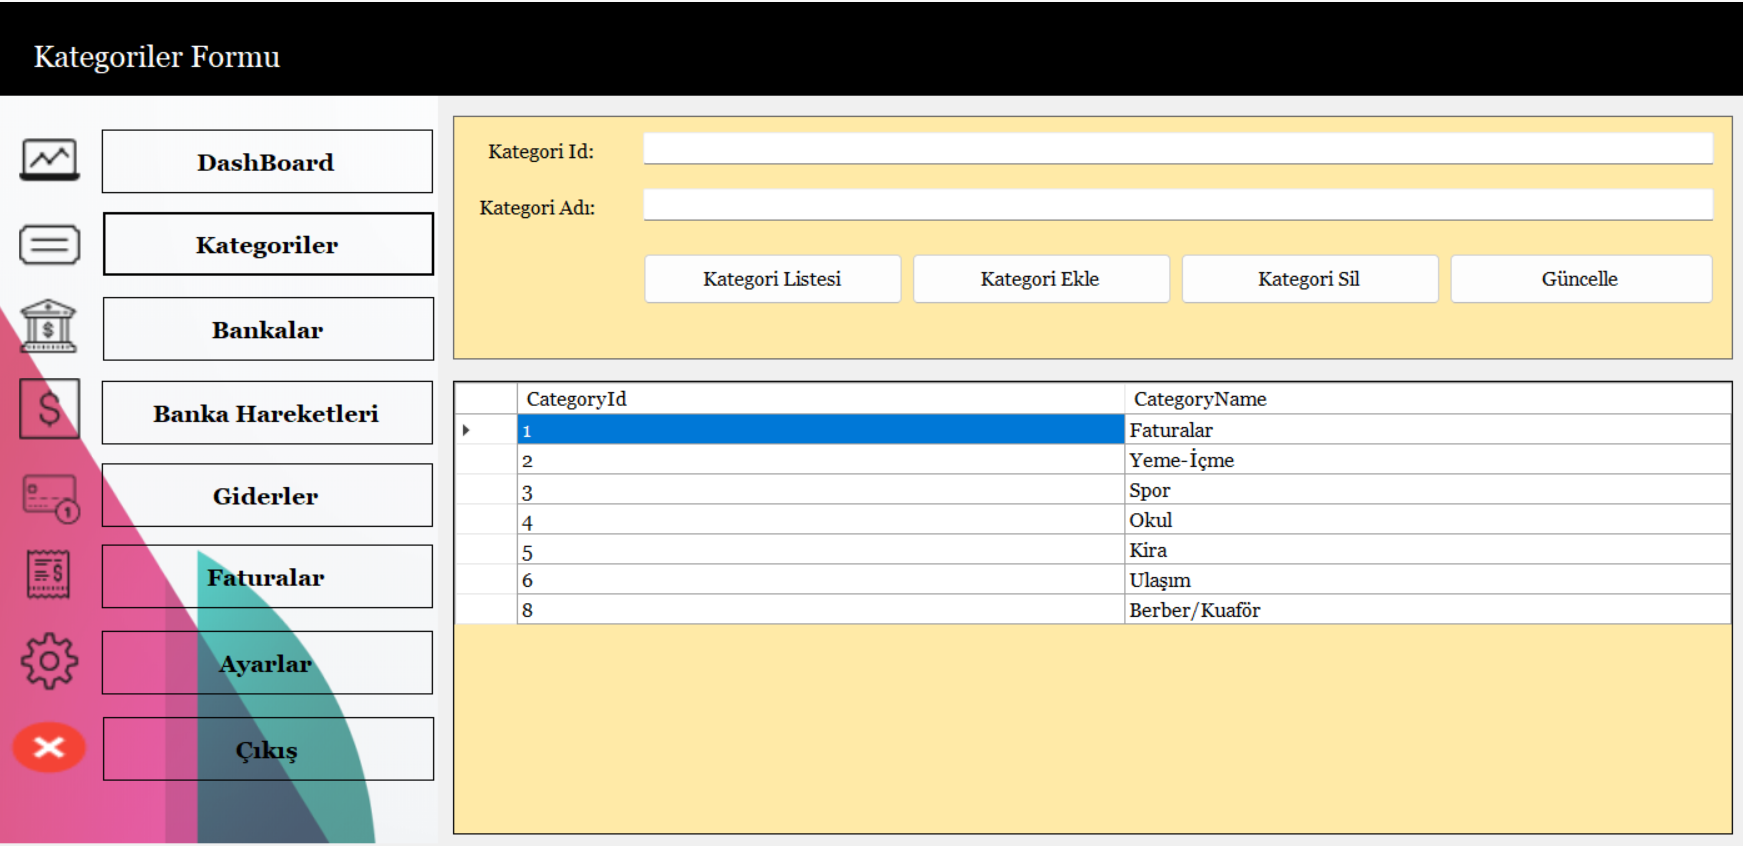 Kategoriler Formu
DashBoard
Kategoriler
Bankalar
Banka Hareketleri
Giderler
Faturalar
Ayarlar
Çıkış
Kategori Id:
Kategori Adı:
Kategori Listesi Kategori Ekle Kategori Sil Güncelle
CategoryId CategoryName
1 Faturalar
2 Yeme-İçme
3 Spor
4 Okul
5 Kira
6 Ulaşım
8 Berber/Kuaför